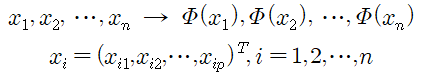 x₁, x₂, ⋯, xₙ → Φ(x₁), Φ(x₂), ⋯, Φ(xₙ)
xᵢ = (xᵢ₁, xᵢ₂, ⋯, xᵢₚ)ᵀ, i = 1, 2, ⋯, n